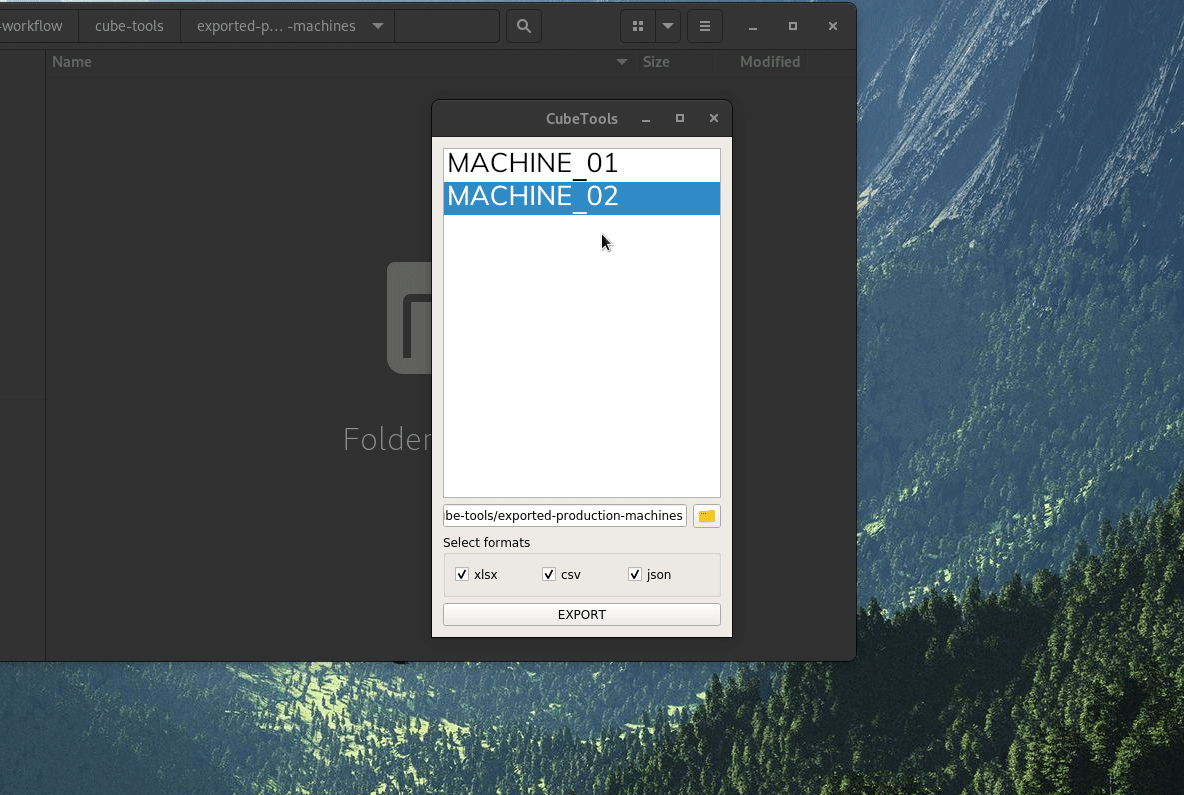 -workflow cube-tools exported-p… -machines
Name Size Modified
CubeTools
MACHINE_01
MACHINE_02
Folder
be-tools/exported-production-machines
Select formats
xlsx csv json
EXPORT